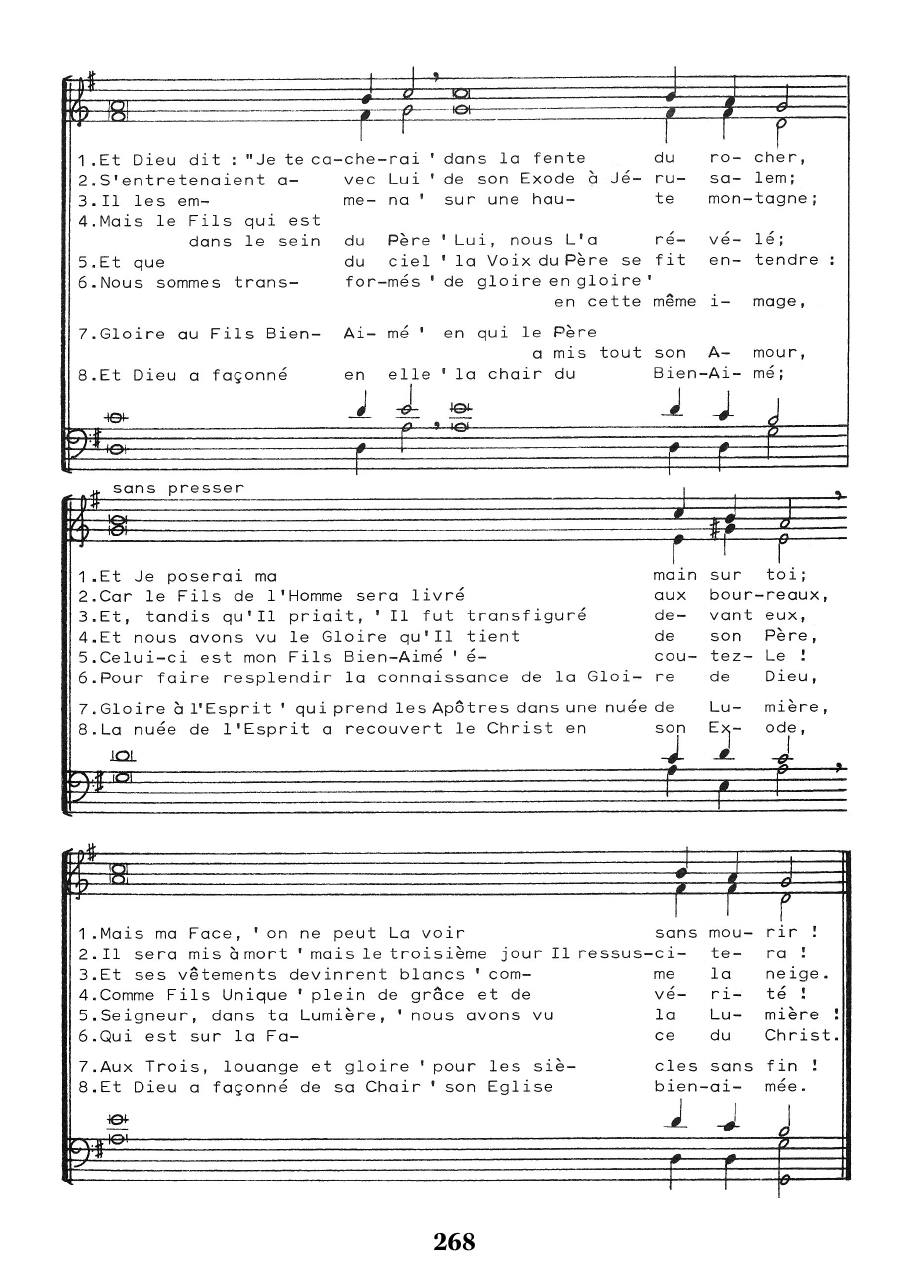 1.Et Dieu dit : "Je te ca-che-rai ' dans la fente du ro- cher,
2.S'entretenaient a- vec Lui ' de son Exode à Jé- ru- sa- lem;
3.Il les em- me- na ' sur une hau- te mon-tagne;
4.Mais le Fils qui est
dans le sein du Père ' Lui, nous L'a ré- vé- lé;
5.Et que du ciel ' la Voix du Père se fit en- tendre :
6.Nous sommes trans- for-més ' de gloire en gloire '
en cette même i- mage,
7.Gloire au Fils Bien- Ai- mé ' en qui le Père
a mis tout son A- mour,
8.Et Dieu a façonné en elle ' la chair du Bien-Ai- mé;
sans presser
1.Et Je poserai ma main sur toi;
2.Car le Fils de l'Homme sera livré aux bour-reaux,
3.Et, tandis qu'Il priait, ' Il fut transfiguré de- vant eux,
4.Et nous avons vu le Gloire qu'Il tient de son Père,
5.Celui-ci est mon Fils Bien-Aimé ' é- cou- tez- Le !
6.Pour faire resplendir la connaissance de la Gloi- re de Dieu,
7.Gloire à l'Esprit ' qui prend les Apôtres dans une nuée de Lu- mière,
8.La nuée de l'Esprit a recouvert le Christ en son Ex- ode,
1.Mais ma Face, ' on ne peut La voir sans mou- rir !
2.Il sera mis à mort ' mais le troisième jour Il ressus-ci- te- ra !
3.Et ses vêtements devinrent blancs ' com- me la neige.
4.Comme Fils Unique ' plein de grâce et de vé- ri- té !
5.Seigneur, dans ta Lumière, ' nous avons vu la Lu- mière !
6.Qui est sur la Fa- ce du Christ.
7.Aux Trois, louange et gloire ' pour les siè- cles sans fin !
8.Et Dieu a façonné de sa Chair ' son Eglise bien-ai- mée.
268